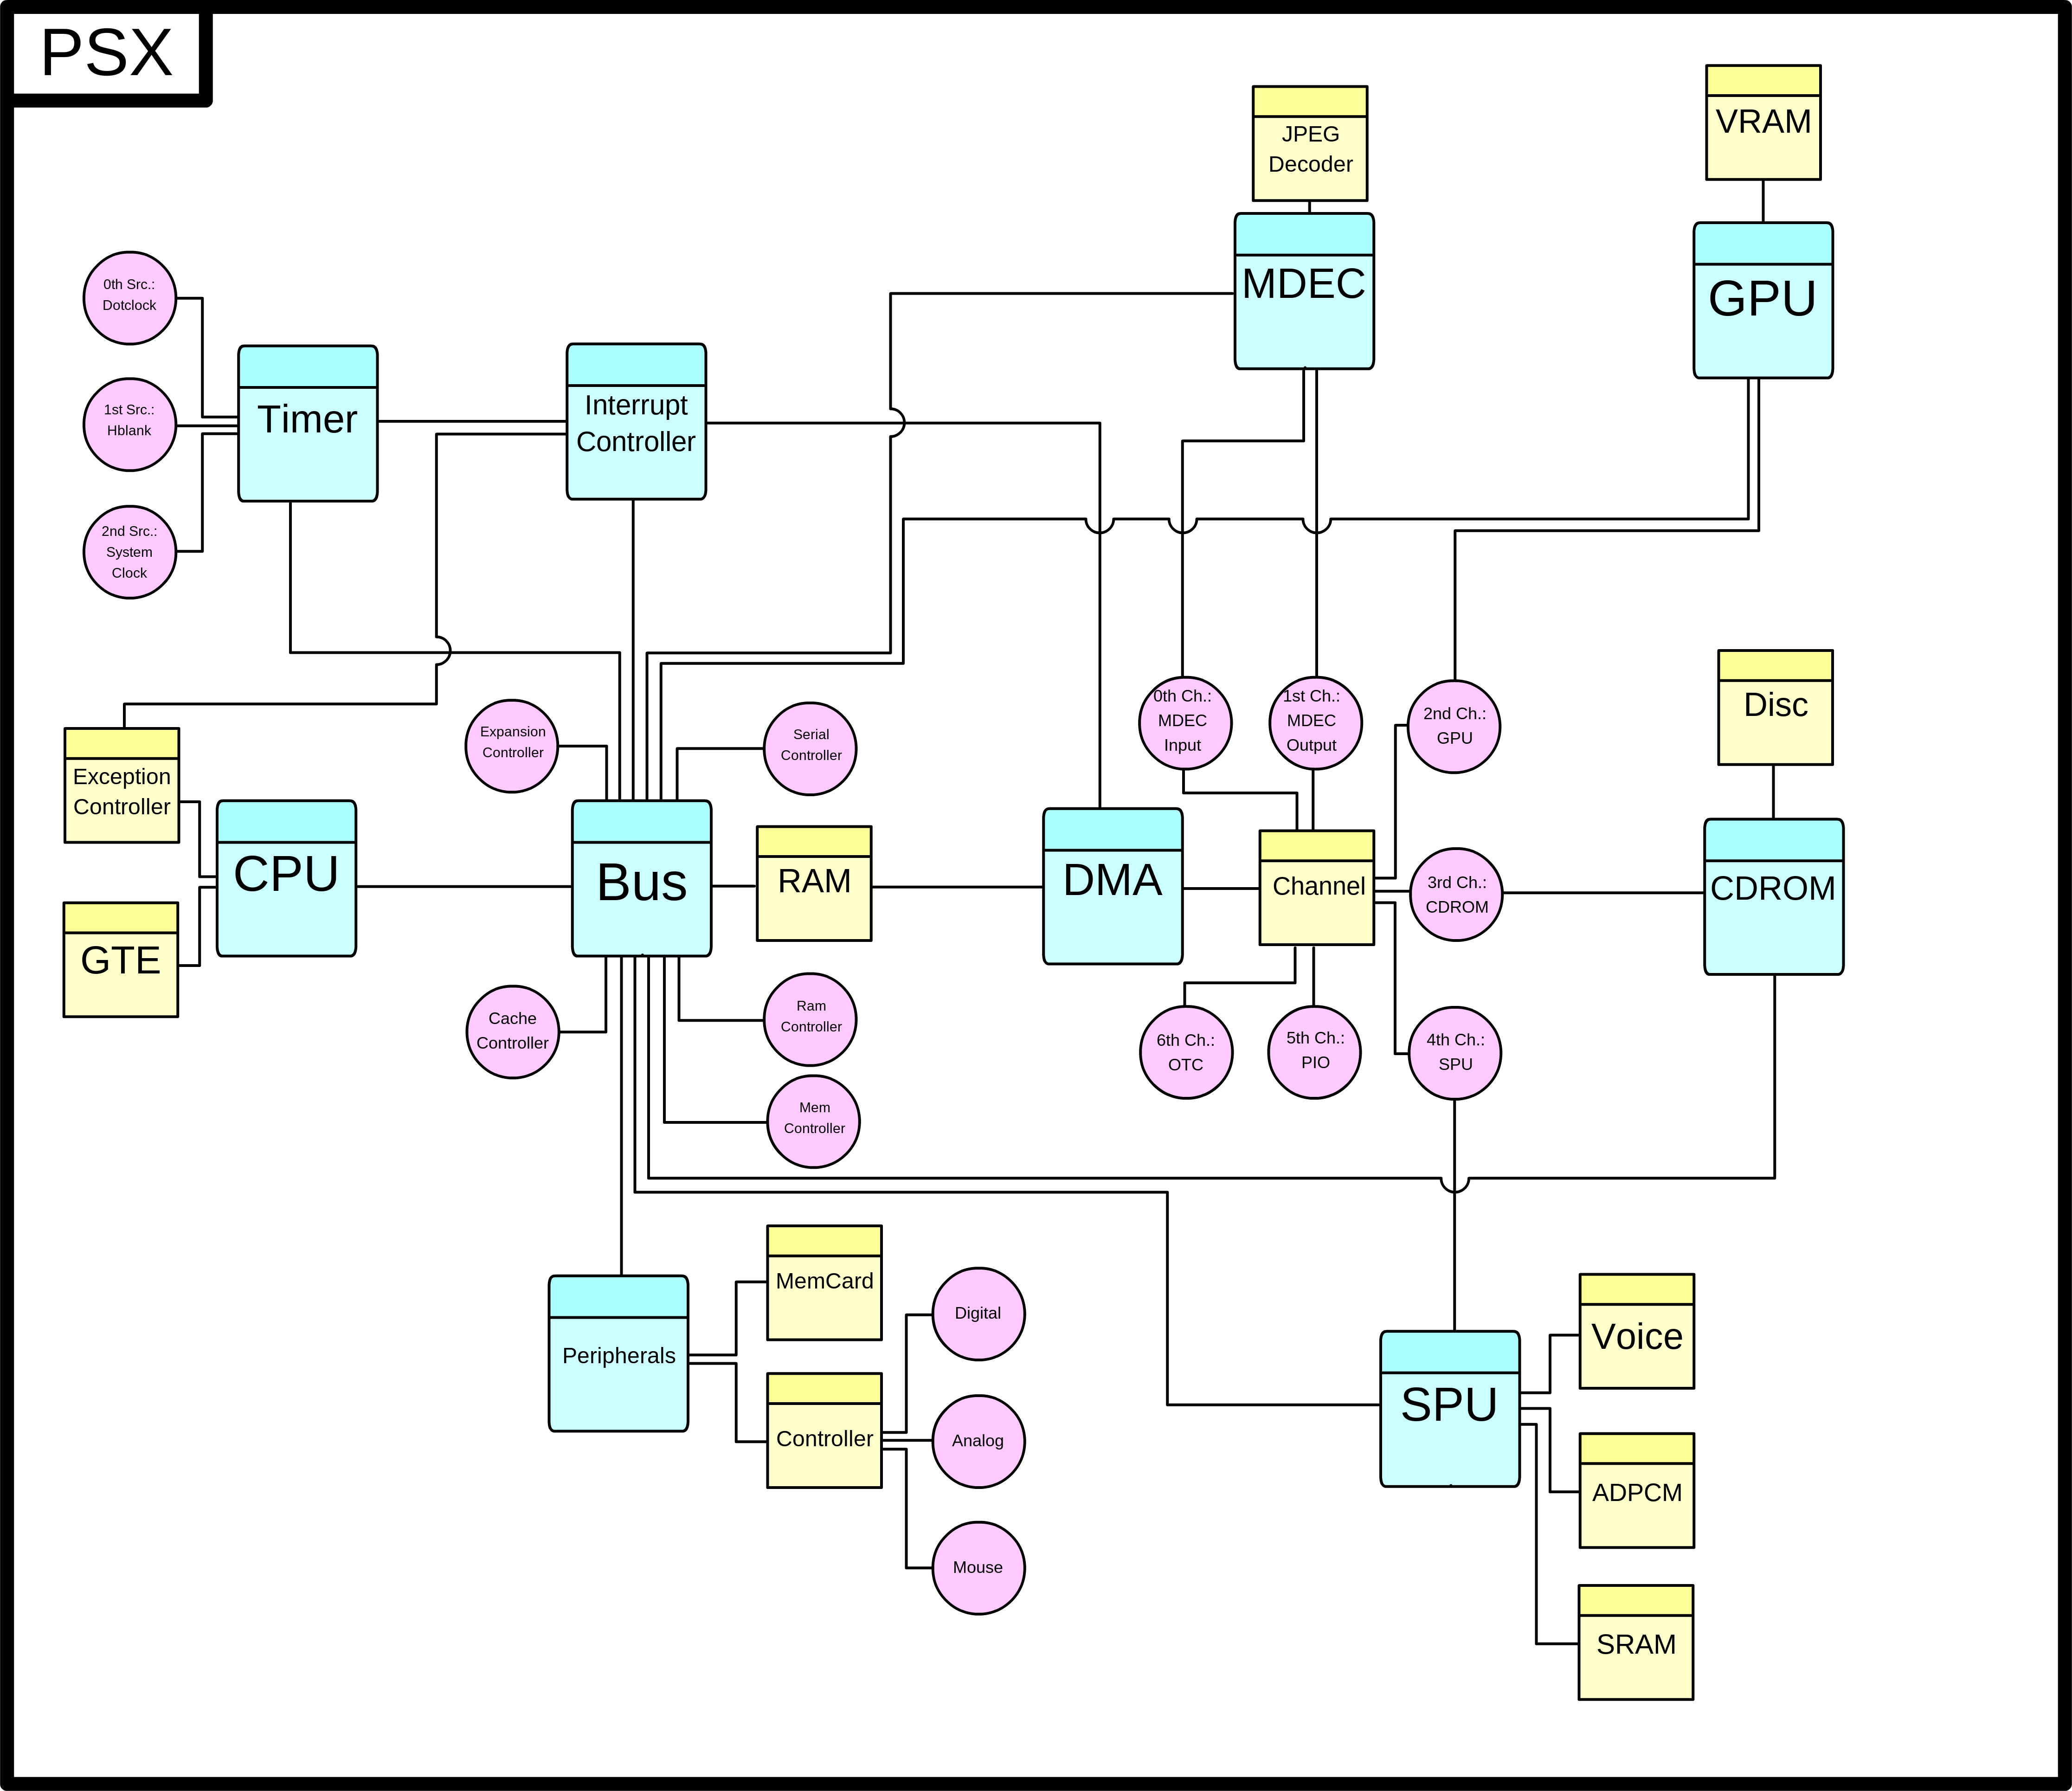 PSX
VRAM
JPEG
Decoder
MDEC
GPU
0th Src.:
Dotclock
1st Src.:
Hblank
2nd Src.:
System
Clock
Timer
Interrupt
Controller
Exception
Controller
CPU
GTE
Expansion
Controller
Serial
Controller
Bus
RAM
Cache
Controller
Ram
Controller
Mem
Controller
DMA
0th Ch.:
MDEC
Input
1st Ch.:
MDEC
Output
2nd Ch.:
GPU
Channel
3rd Ch.:
CDROM
6th Ch.:
OTC
5th Ch.:
PIO
4th Ch.:
SPU
Disc
CDROM
Peripherals
MemCard
Controller
Digital
Analog
Mouse
SPU
Voice
ADPCM
SRAM